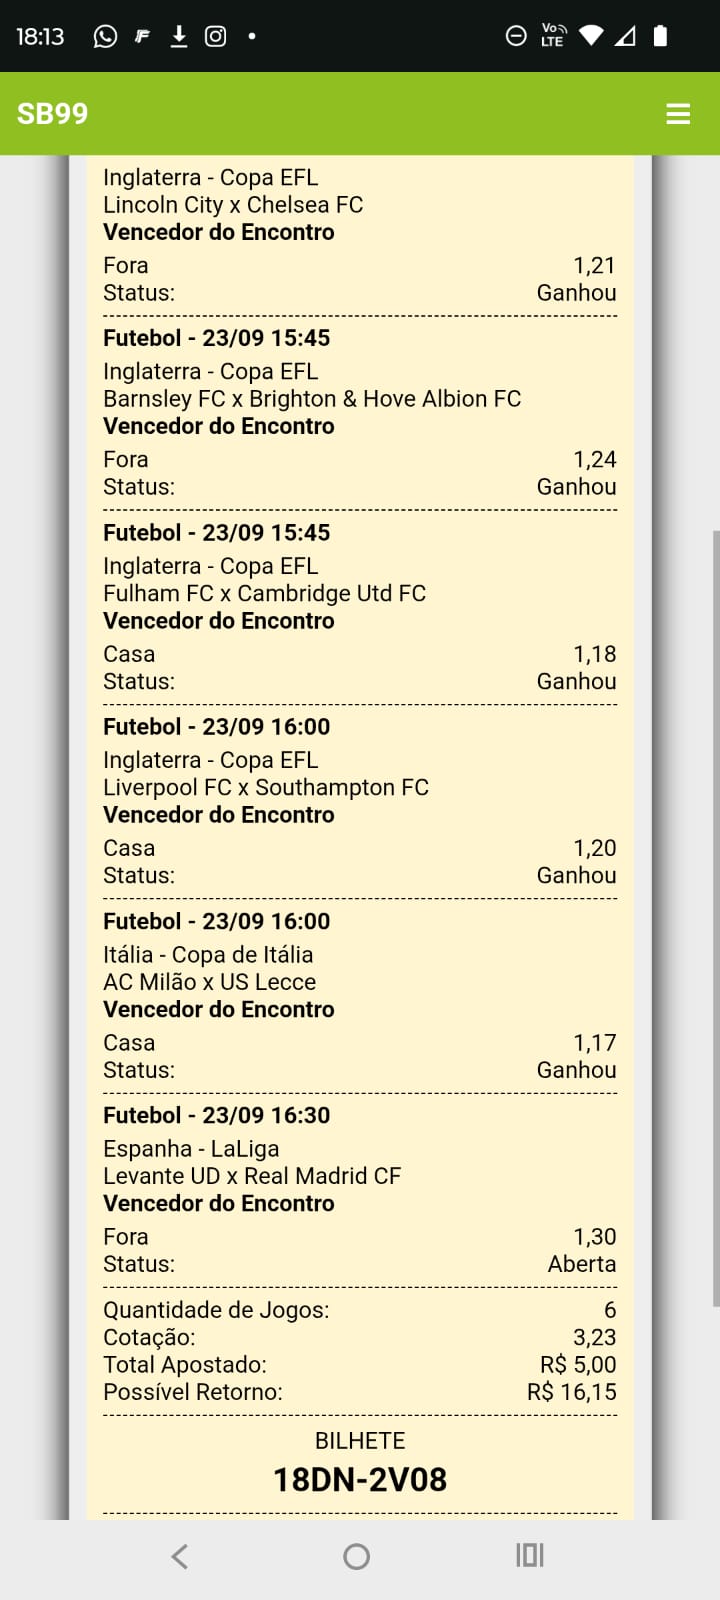 18:13
Vo LTE
SB99
Inglaterra - Copa EFL
Lincoln City x Chelsea FC
Vencedor do Encontro
Fora 1,21
Status: Ganhou
Futebol - 23/09 15:45
Inglaterra - Copa EFL
Barnsley FC x Brighton & Hove Albion FC
Vencedor do Encontro
Fora 1,24
Status: Ganhou
Futebol - 23/09 15:45
Inglaterra - Copa EFL
Fulham FC x Cambridge Utd FC
Vencedor do Encontro
Casa 1,18
Status: Ganhou
Futebol - 23/09 16:00
Inglaterra - Copa EFL
Liverpool FC x Southampton FC
Vencedor do Encontro
Casa 1,20
Status: Ganhou
Futebol - 23/09 16:00
Itália - Copa de Itália
AC Milão x US Lecce
Vencedor do Encontro
Casa 1,17
Status: Ganhou
Futebol - 23/09 16:30
Espanha - LaLiga
Levante UD x Real Madrid CF
Vencedor do Encontro
Fora 1,30
Status: Aberta
Quantidade de Jogos: 6
Cotação: 3,23
Total Apostado: R$ 5,00
Possível Retorno: R$ 16,15
BILHETE
18DN-2V08